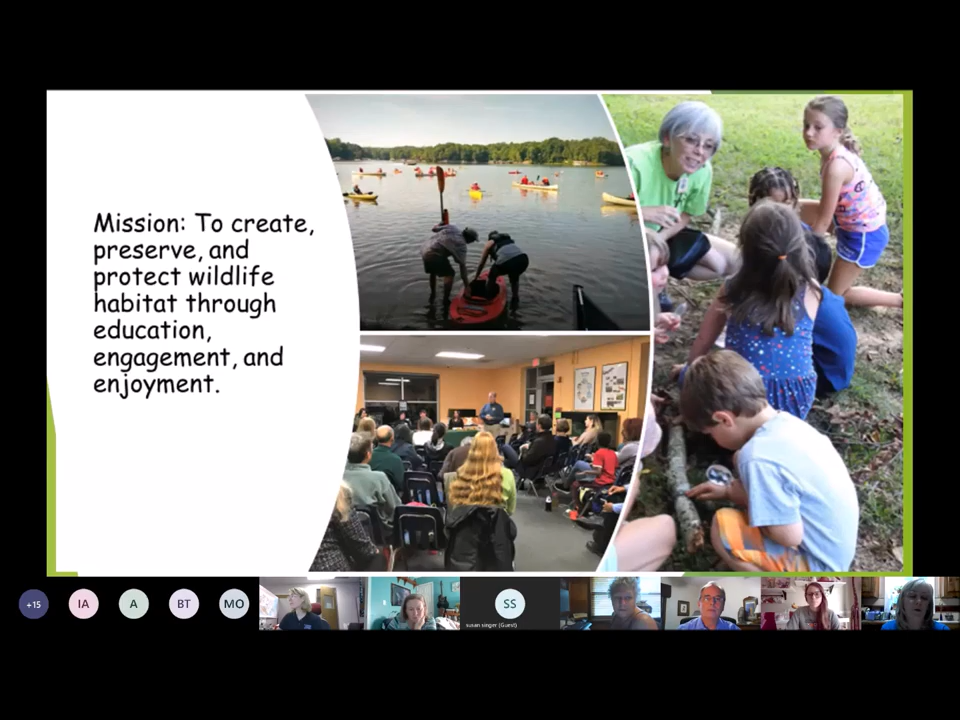 Mission: To create,
preserve, and
protect wildlife
habitat through
education,
engagement, and
enjoyment.
+15
IA
A
BT
MO
SS
susan singer (Guest)